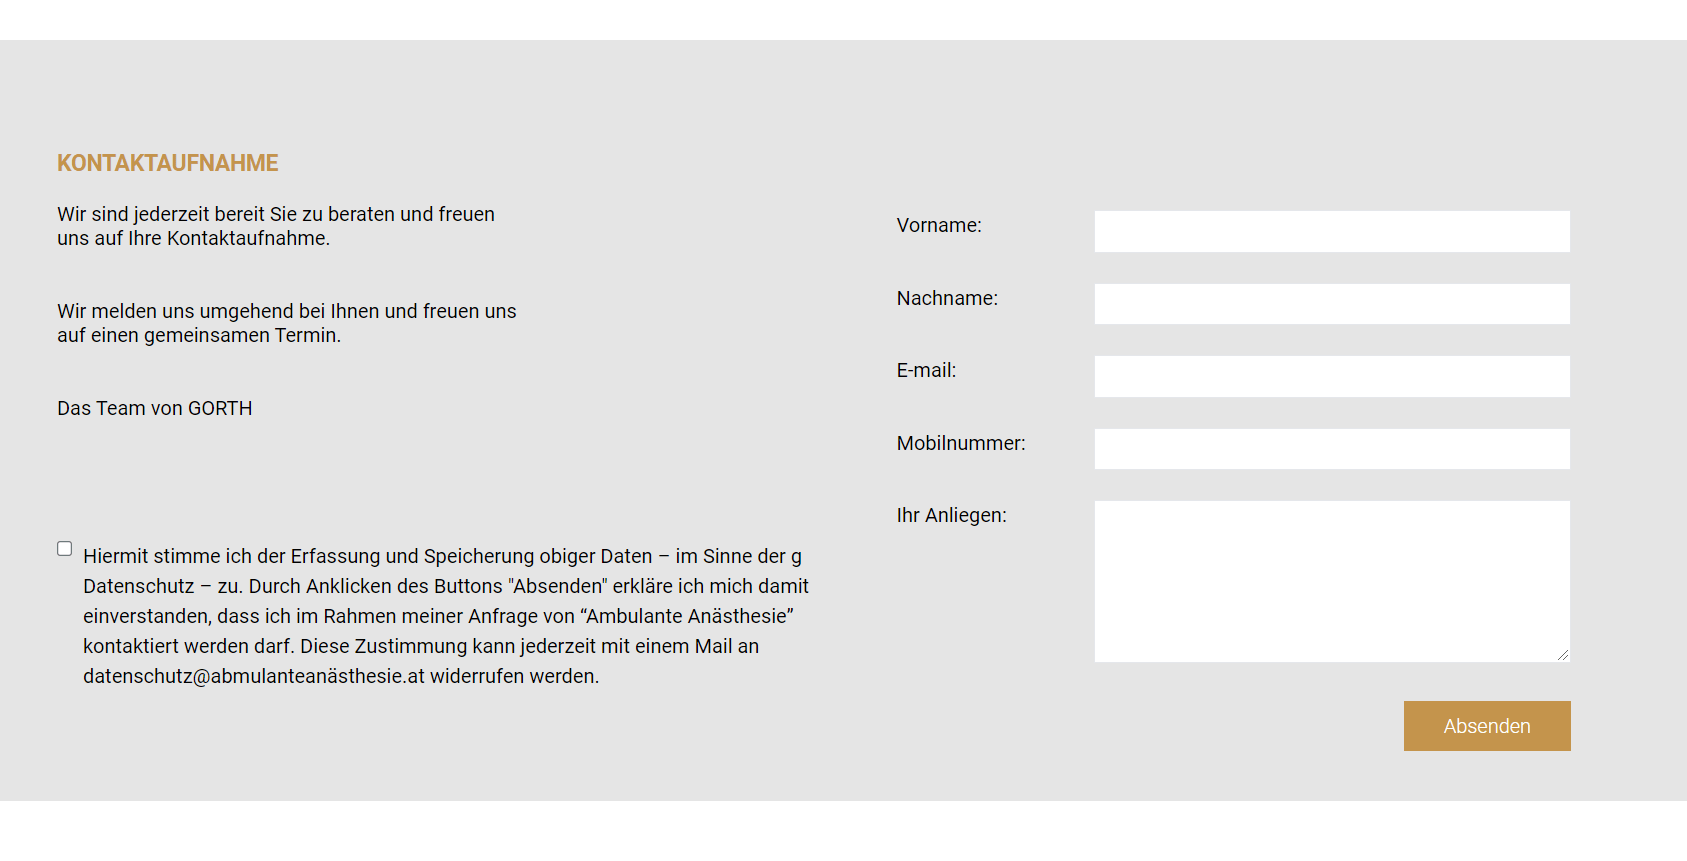 KONTAKTAUFNAHME
Wir sind jederzeit bereit Sie zu beraten und freuen
uns auf Ihre Kontaktaufnahme.
Wir melden uns umgehend bei Ihnen und freuen uns
auf einen gemeinsamen Termin.
Das Team von GORTH
Hiermit stimme ich der Erfassung und Speicherung obiger Daten – im Sinne der g
Datenschutz – zu. Durch Anklicken des Buttons "Absenden" erkläre ich mich damit
einverstanden, dass ich im Rahmen meiner Anfrage von “Ambulante Anästhesie”
kontaktiert werden darf. Diese Zustimmung kann jederzeit mit einem Mail an
datenschutz@abmulanteanästhesie.at widerrufen werden.
Vorname:
Nachname:
E-mail:
Mobilnummer:
Ihr Anliegen:
Absenden